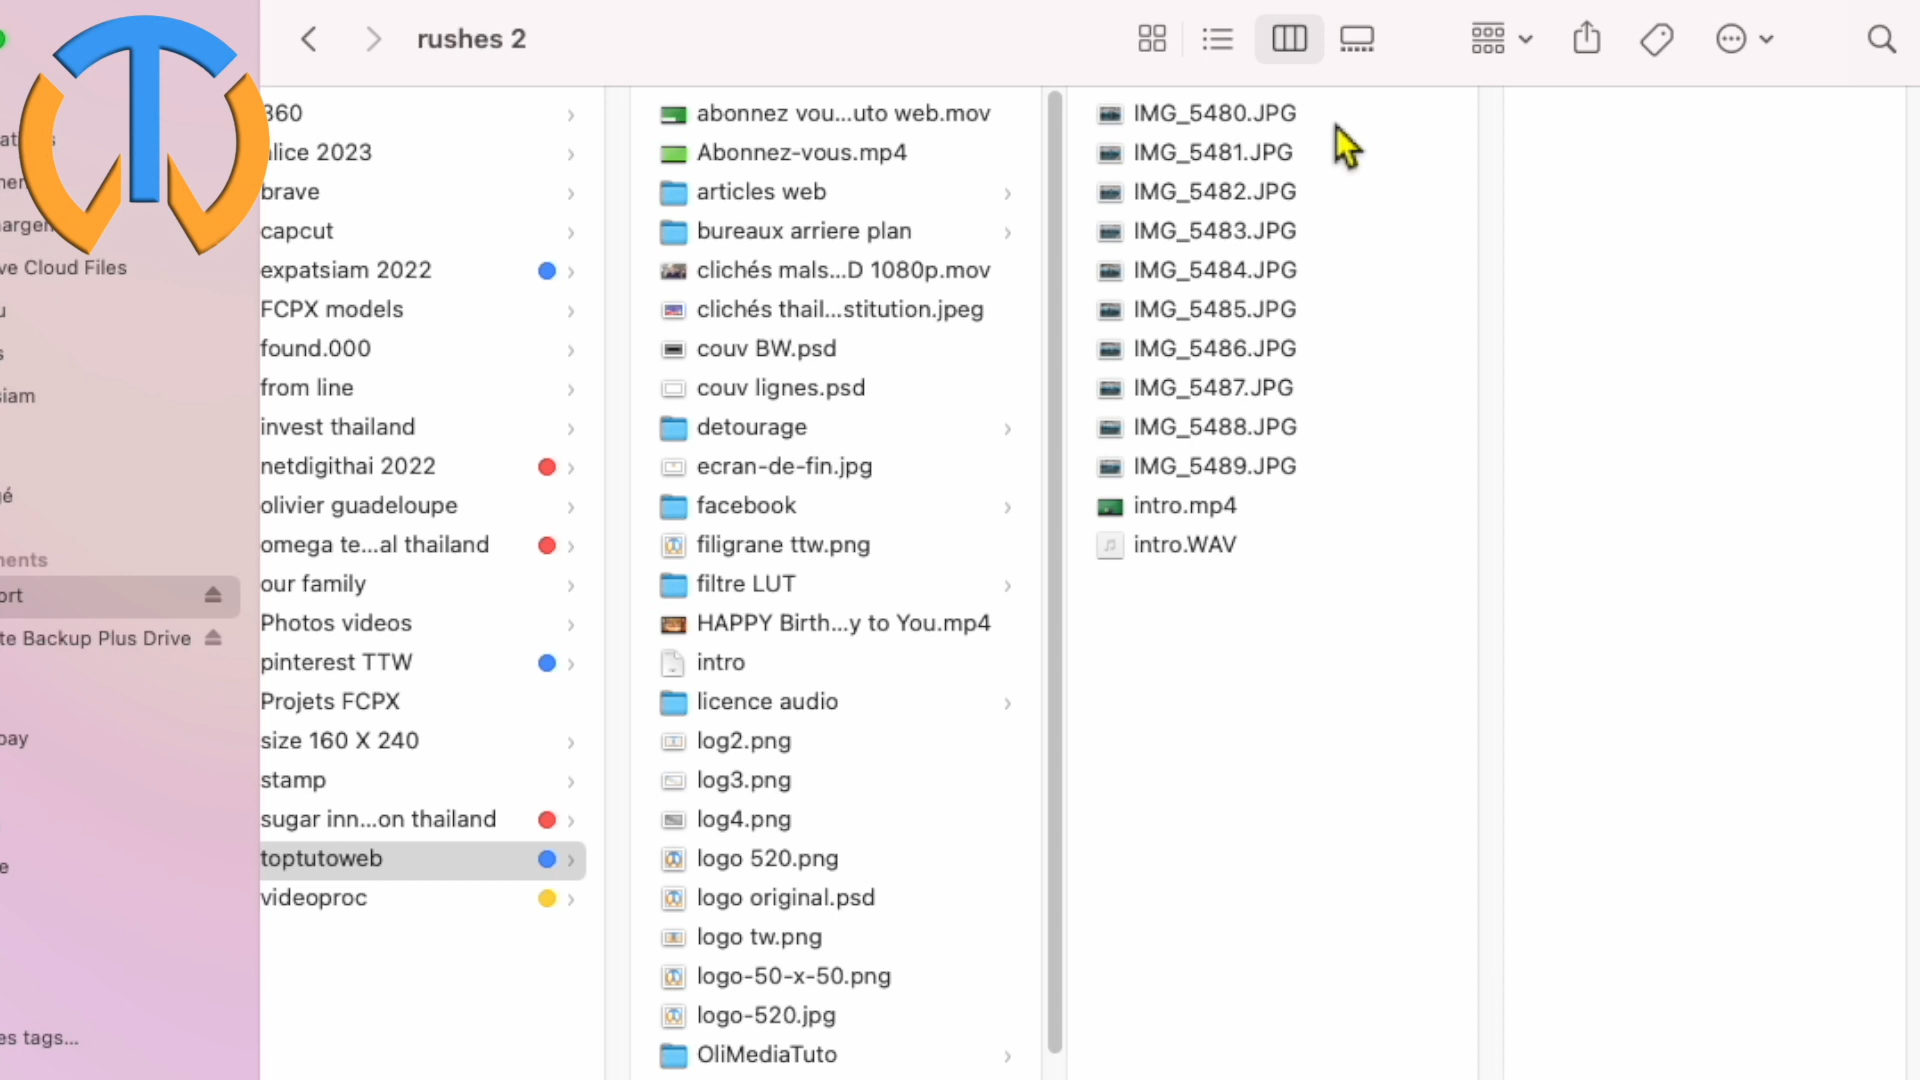 rushes 2
ve Cloud Files
siam
ments
ort
te Backup Plus Drive
es tags...
360
alice 2023
brave
capcut
expatsiam 2022
FCPX models
found.000
from line
invest thailand
netdigithai 2022
olivier guadeloupe
omega te...al thailand
our family
Photos videos
pinterest TTW
Projets FCPX
size 160 X 240
stamp
sugar inn...on thailand
toptutoweb
videoproc
abonnez vou...uto web.mov
Abonnez-vous.mp4
articles web
bureaux arriere plan
clichés mals...D 1080p.mov
clichés thail...stitution.jpeg
couv BW.psd
couv lignes.psd
detourage
ecran-de-fin.jpg
facebook
filigrane ttw.png
filtre LUT
HAPPY Birth...y to You.mp4
intro
licence audio
log2.png
log3.png
log4.png
logo 520.png
logo original.psd
logo tw.png
logo-50-x-50.png
logo-520.jpg
OliMediaTuto
IMG_5480.JPG
IMG_5481.JPG
IMG_5482.JPG
IMG_5483.JPG
IMG_5484.JPG
IMG_5485.JPG
IMG_5486.JPG
IMG_5487.JPG
IMG_5488.JPG
IMG_5489.JPG
intro.mp4
intro.WAV